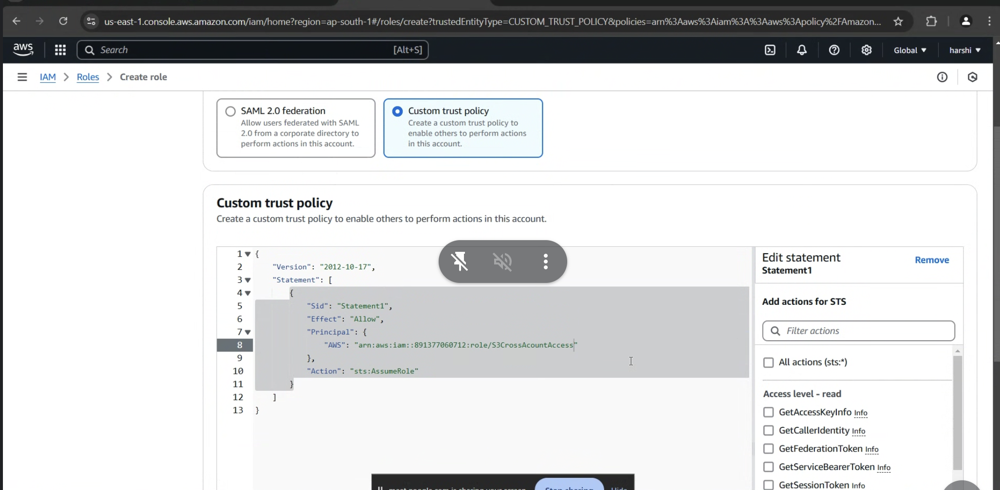 us-east-1.console.aws.amazon.com/iam/home?region=ap-south-1#/roles/create?trustedEntityType=CUSTOM_TRUST_POLICY&policies=arn%3Aaws%3Aiam%3A%3Aaws%3Apolicy%2FAmazon...
aws Search [Alt+S] Global ▼ harshi ▼
IAM > Roles > Create role
SAML 2.0 federation
Allow users federated with SAML
2.0 from a corporate directory to
perform actions in this account.
Custom trust policy
Create a custom trust policy to
enable others to perform actions
in this account.
Custom trust policy
Create a custom trust policy to enable others to perform actions in this account.
1 {
2 "Version": "2012-10-17",
3 "Statement": [
4 {
5 "Sid": "Statement1",
6 "Effect": "Allow",
7 "Principal": {
8 "AWS": "arn:aws:iam::891377060712:role/S3CrossAcountAccess"
9 },
10 "Action": "sts:AssumeRole"
11 }
12 ]
13 }
Edit statement
Remove
Statement1
Add actions for STS
Filter actions
All actions (sts:*)
Access level - read
GetAccessKeyInfo Info
GetCallerIdentity Info
GetFederationToken Info
GetServiceBearerToken Info
GetSessionToken Info
meet.google.com is sharing your screen. Stop sharing Hide